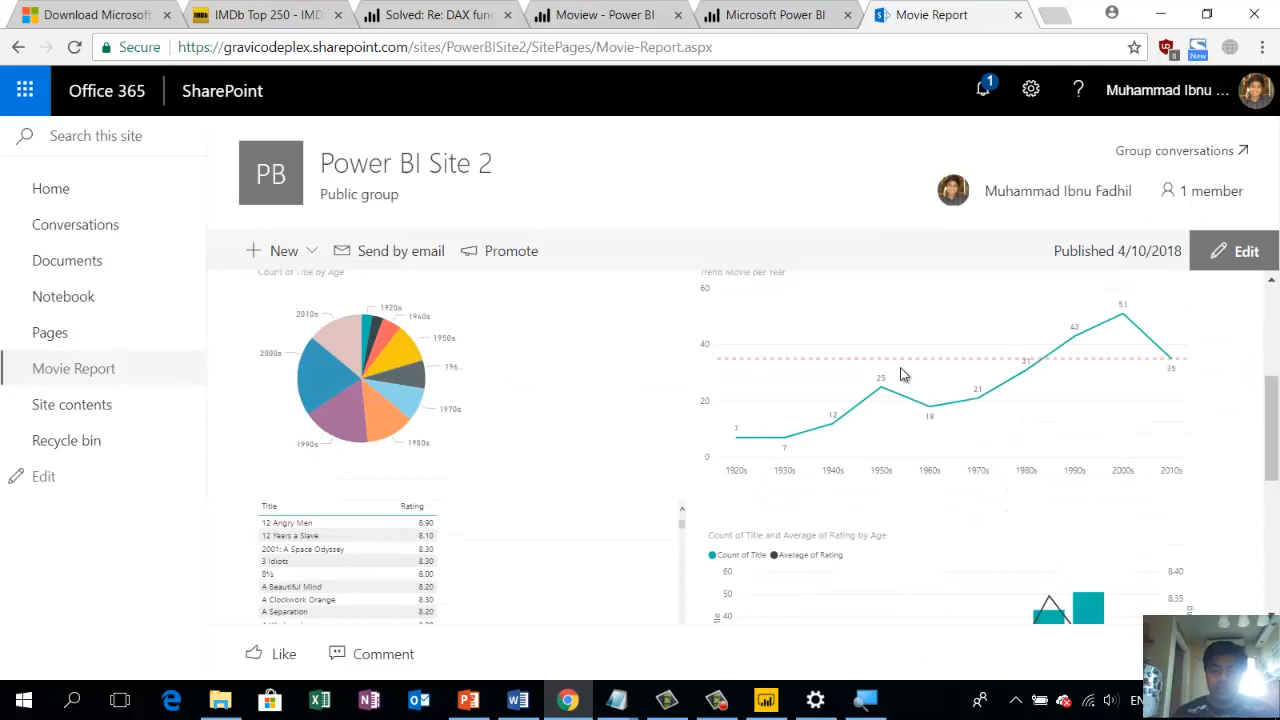 Download Microsoft
IMDb Top 250 - IMD
Solved: Re: DAX fun
Moview - Power BI
Microsoft Power BI
Movie Report
Secure
https://gravicodeplex.sharepoint.com/sites/PowerBISite2/SitePages/Movie-Report.aspx
8
New
Office 365
SharePoint
1
?
Muhammad Ibnu ...
Search this site
Home
Conversations
Documents
Notebook
Pages
Movie Report
Site contents
Recycle bin
Edit
PB
Power BI Site 2
Public group
Group conversations
Muhammad Ibnu Fadhil
1 member
New
Send by email
Promote
Published 4/10/2018
Edit
Count of Title by Age
2010s
1920s
1940s
1950s
196...
1970s
1980s
1990s
2000s
Trend Movie per Year
60
40
20
0
7
7
12
25
18
21
31
43
51
35
1920s 1930s 1940s 1950s 1960s 1970s 1980s 1990s 2000s 2010s
Title Rating
12 Angry Men 8.90
12 Years a Slave 8.10
2001: A Space Odyssey 8.30
3 Idiots 8.30
8½ 8.00
A Beautiful Mind 8.20
A Clockwork Orange 8.30
A Separation 8.20
Count of Title and Average of Rating by Age
Count of Title Average of Rating
60
50
40
8.40
8.35
Like
Comment
EN